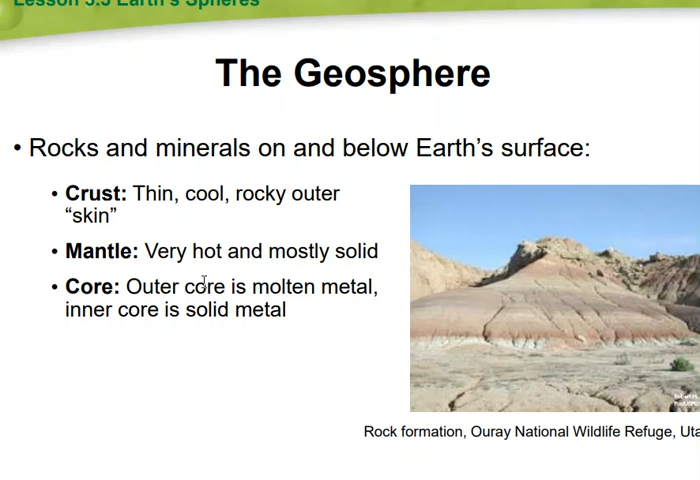 Lesson 3.3 Earth's Spheres
The Geosphere
• Rocks and minerals on and below Earth’s surface:
• Crust: Thin, cool, rocky outer
“skin”
• Mantle: Very hot and mostly solid
• Core: Outer core is molten metal,
inner core is solid metal
Rock formation, Ouray National Wildlife Refuge, Uta